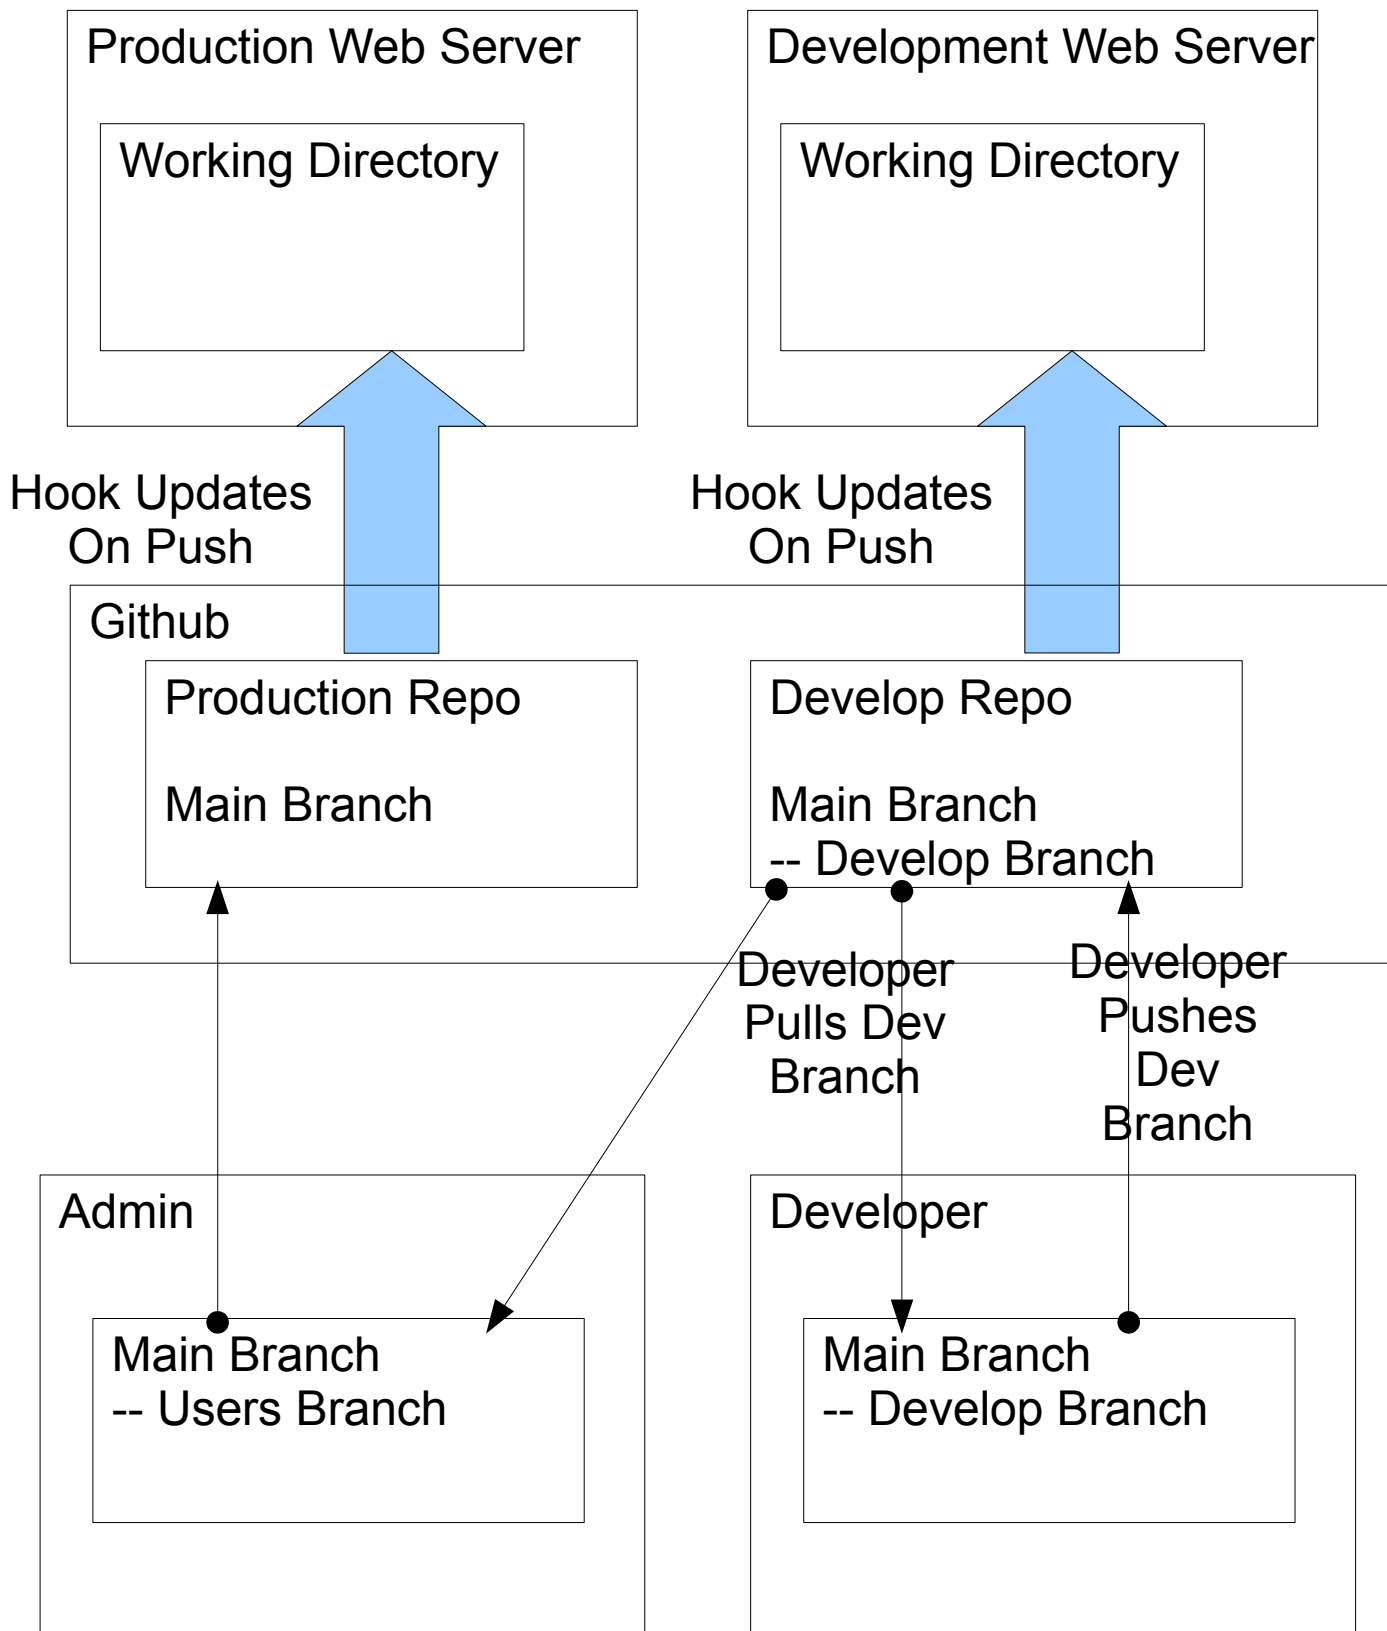 Production Web Server
Development Web Server
Working Directory
Working Directory
Hook Updates
On Push
Hook Updates
On Push
Github
Production Repo
Main Branch
Develop Repo
Main Branch
-- Develop Branch
Developer
Pulls Dev
Branch
Developer
Pushes
Dev
Branch
Admin
Main Branch
-- Users Branch
Developer
Main Branch
-- Develop Branch